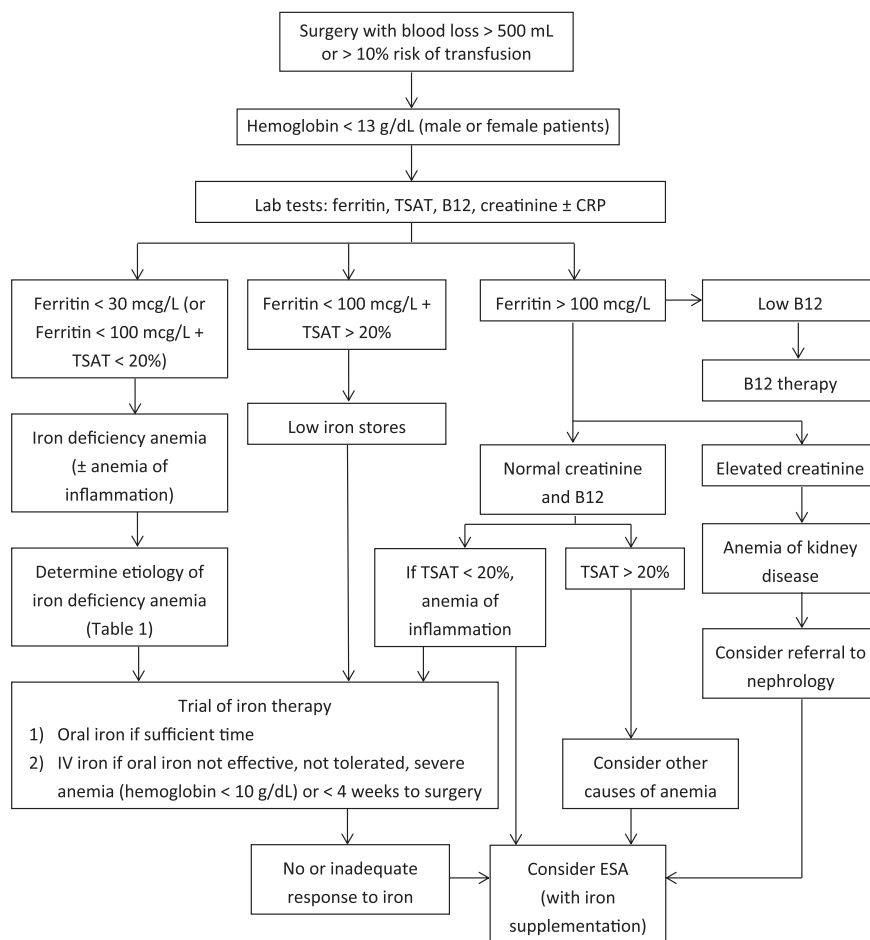 Surgery with blood loss > 500 mL
or > 10% risk of transfusion
Hemoglobin < 13 g/dL (male or female patients)
Lab tests: ferritin, TSAT, B12, creatinine ± CRP
Ferritin < 30 mcg/L (or
Ferritin < 100 mcg/L +
TSAT < 20%)
Ferritin < 100 mcg/L +
TSAT > 20%
Ferritin > 100 mcg/L
Low B12
B12 therapy
Iron deficiency anemia
(± anemia of
inflammation)
Low iron stores
Normal creatinine
and B12
Elevated creatinine
Determine etiology of
iron deficiency anemia
(Table 1)
If TSAT < 20%,
anemia of
inflammation
TSAT > 20%
Anemia of kidney
disease
Consider referral to
nephrology
Trial of iron therapy
1) Oral iron if sufficient time
2) IV iron if oral iron not effective, not tolerated, severe
anemia (hemoglobin < 10 g/dL) or < 4 weeks to surgery
Consider other
causes of anemia
No or inadequate
response to iron
Consider ESA
(with iron
supplementation)